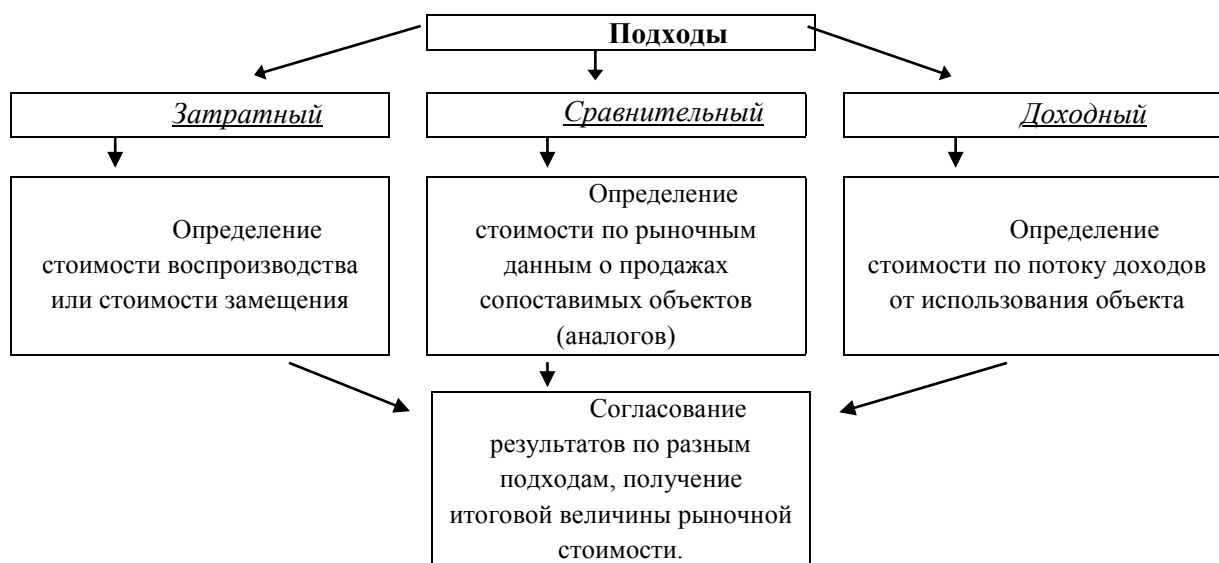 Подходы
Затратный
Сравнительный
Доходный
Определение
стоимости воспроизводства
или стоимости замещения
Определение
стоимости по рыночным
данным о продажах
сопоставимых объектов
(аналогов)
Определение
стоимости по потоку доходов
от использования объекта
Согласование
результатов по разным
подходам, получение
итоговой величины рыночной
стоимости.